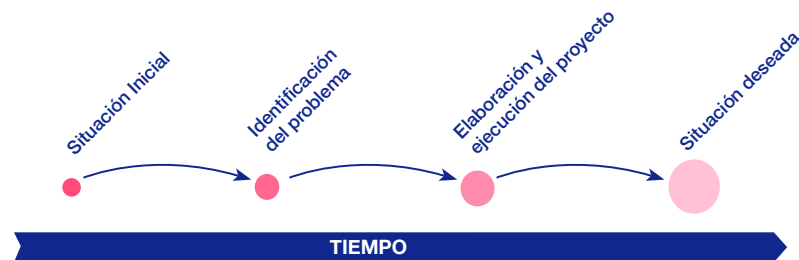 Situación Inicial
Identificación
del problema
Elaboración y
ejecución del proyecto
Situación deseada
TIEMPO